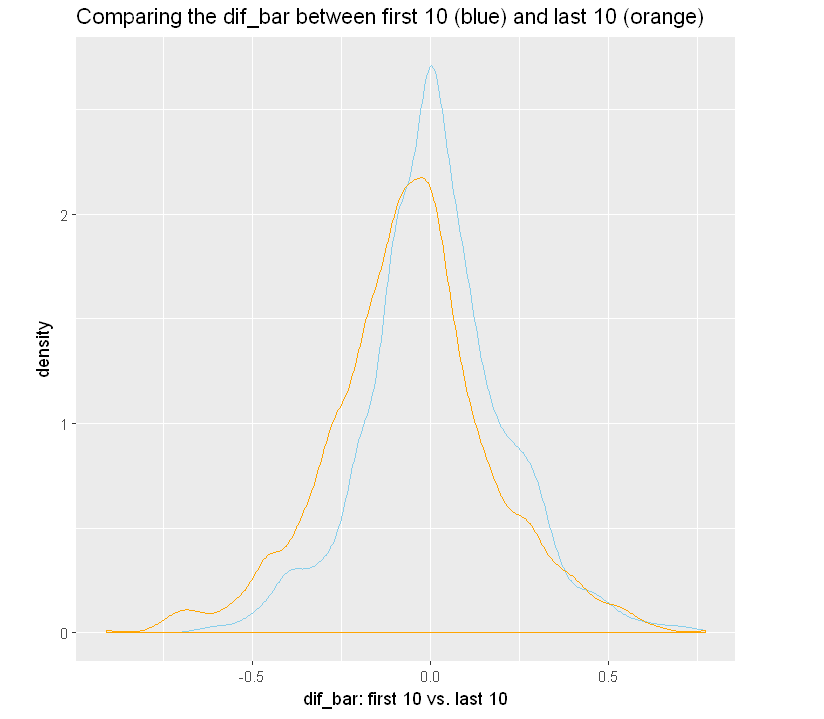 Comparing the dif_bar between first 10 (blue) and last 10 (orange)
2
1
0
density
-0.5 0.0 0.5
dif_bar: first 10 vs. last 10